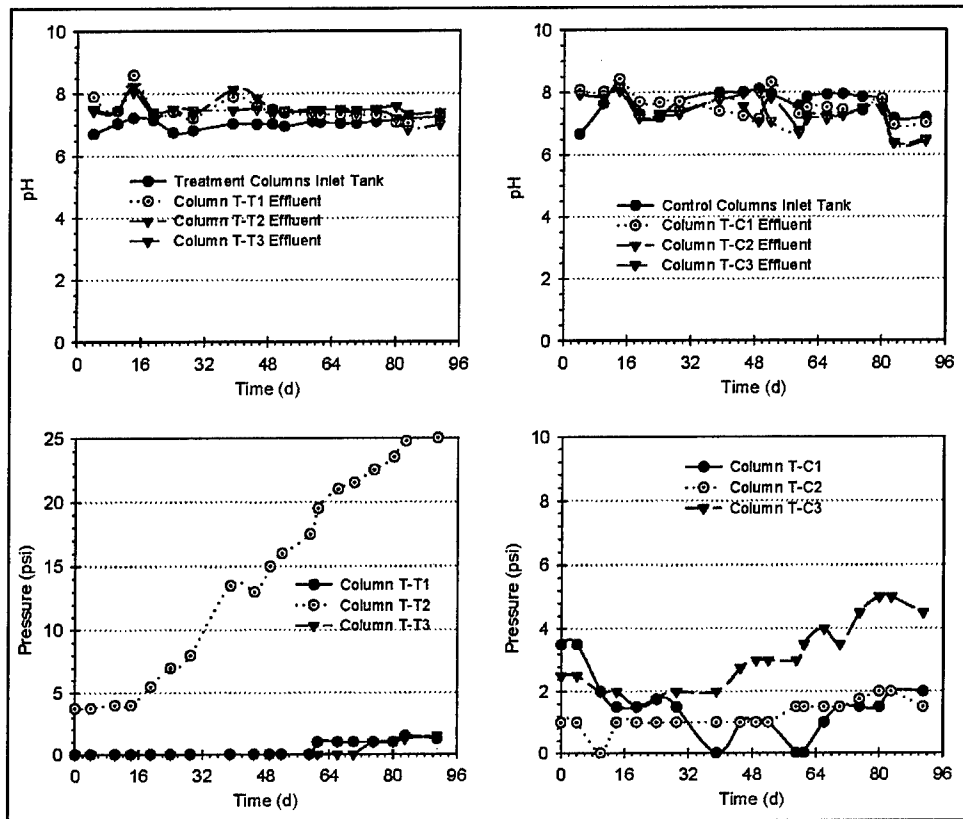 10
8
6
4
2
0
pH
Treatment Columns Inlet Tank
Column T-T1 Effluent
Column T-T2 Effluent
Column T-T3 Effluent
0 16 32 48 64 80 96
Time (d)
10
8
6
4
2
0
pH
Control Columns Inlet Tank
Column T-C1 Effluent
Column T-C2 Effluent
Column T-C3 Effluent
0 16 32 48 64 80 96
Time (d)
25
20
15
10
5
0
Pressure (psi)
Column T-T1
Column T-T2
Column T-T3
0 16 32 48 64 80 96
Time (d)
10
8
6
4
2
0
Pressure (psi)
Column T-C1
Column T-C2
Column T-C3
0 16 32 48 64 80 96
Time (d)